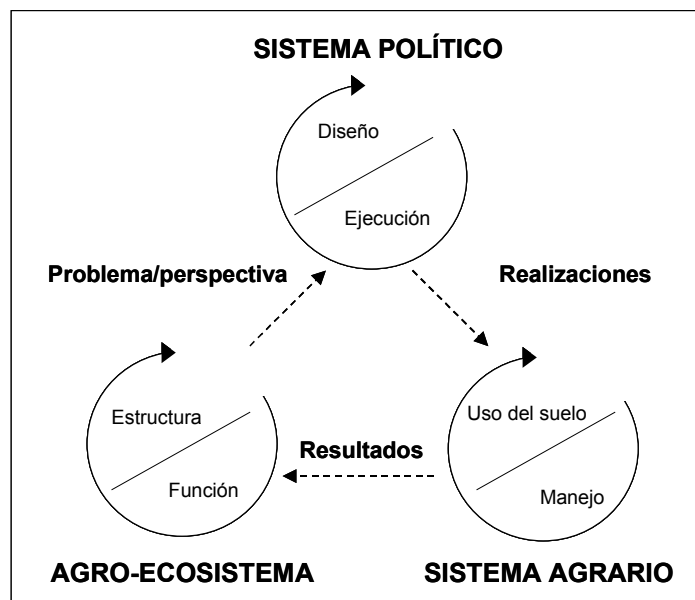 SISTEMA POLÍTICO
Diseño
Ejecución
Problema/perspectiva
Realizaciones
Estructura
Función
Resultados
Uso del suelo
Manejo
AGRO-ECOSISTEMA
SISTEMA AGRARIO